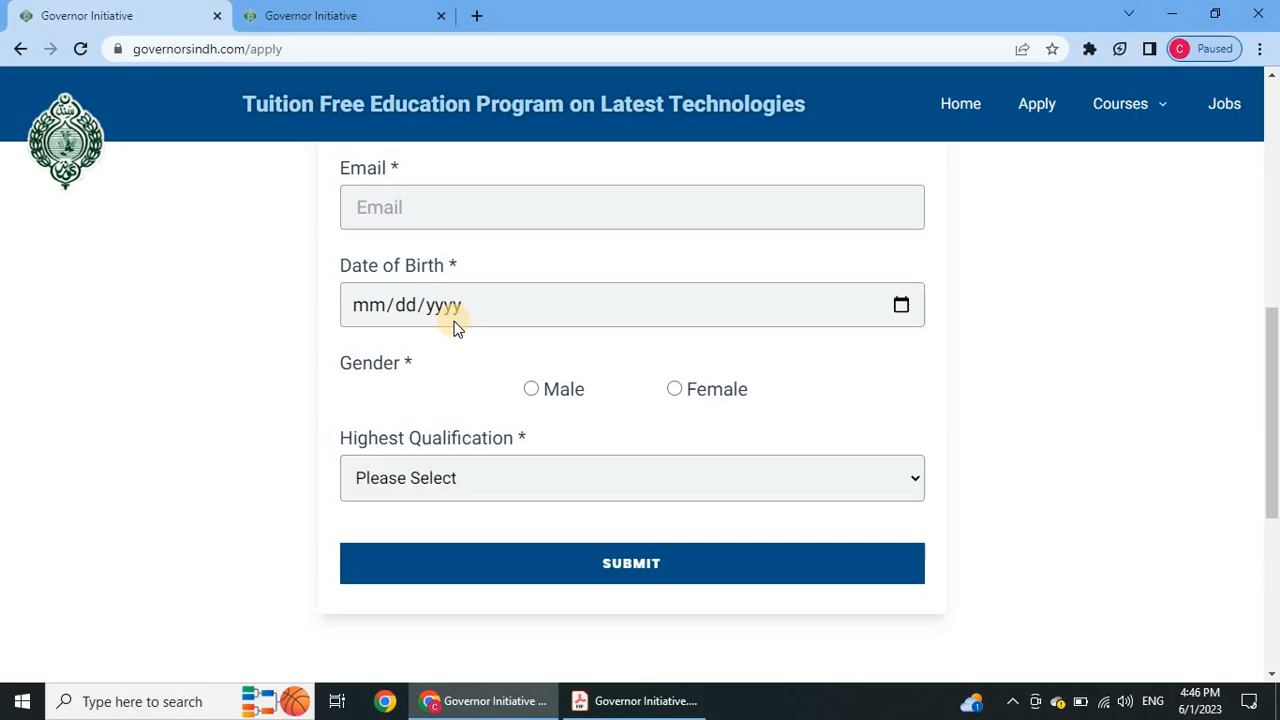 Governor Initiative
Governor Initiative
governorsindh.com/apply
C Paused
Tuition Free Education Program on Latest Technologies
Home
Apply
Courses
Jobs
Email *
Email
Date of Birth *
mm/dd/yyyy
Gender *
Male
Female
Highest Qualification *
Please Select
SUBMIT
Type here to search
Governor Initiative ...
Governor Initiative....
ENG
4:46 PM
6/1/2023